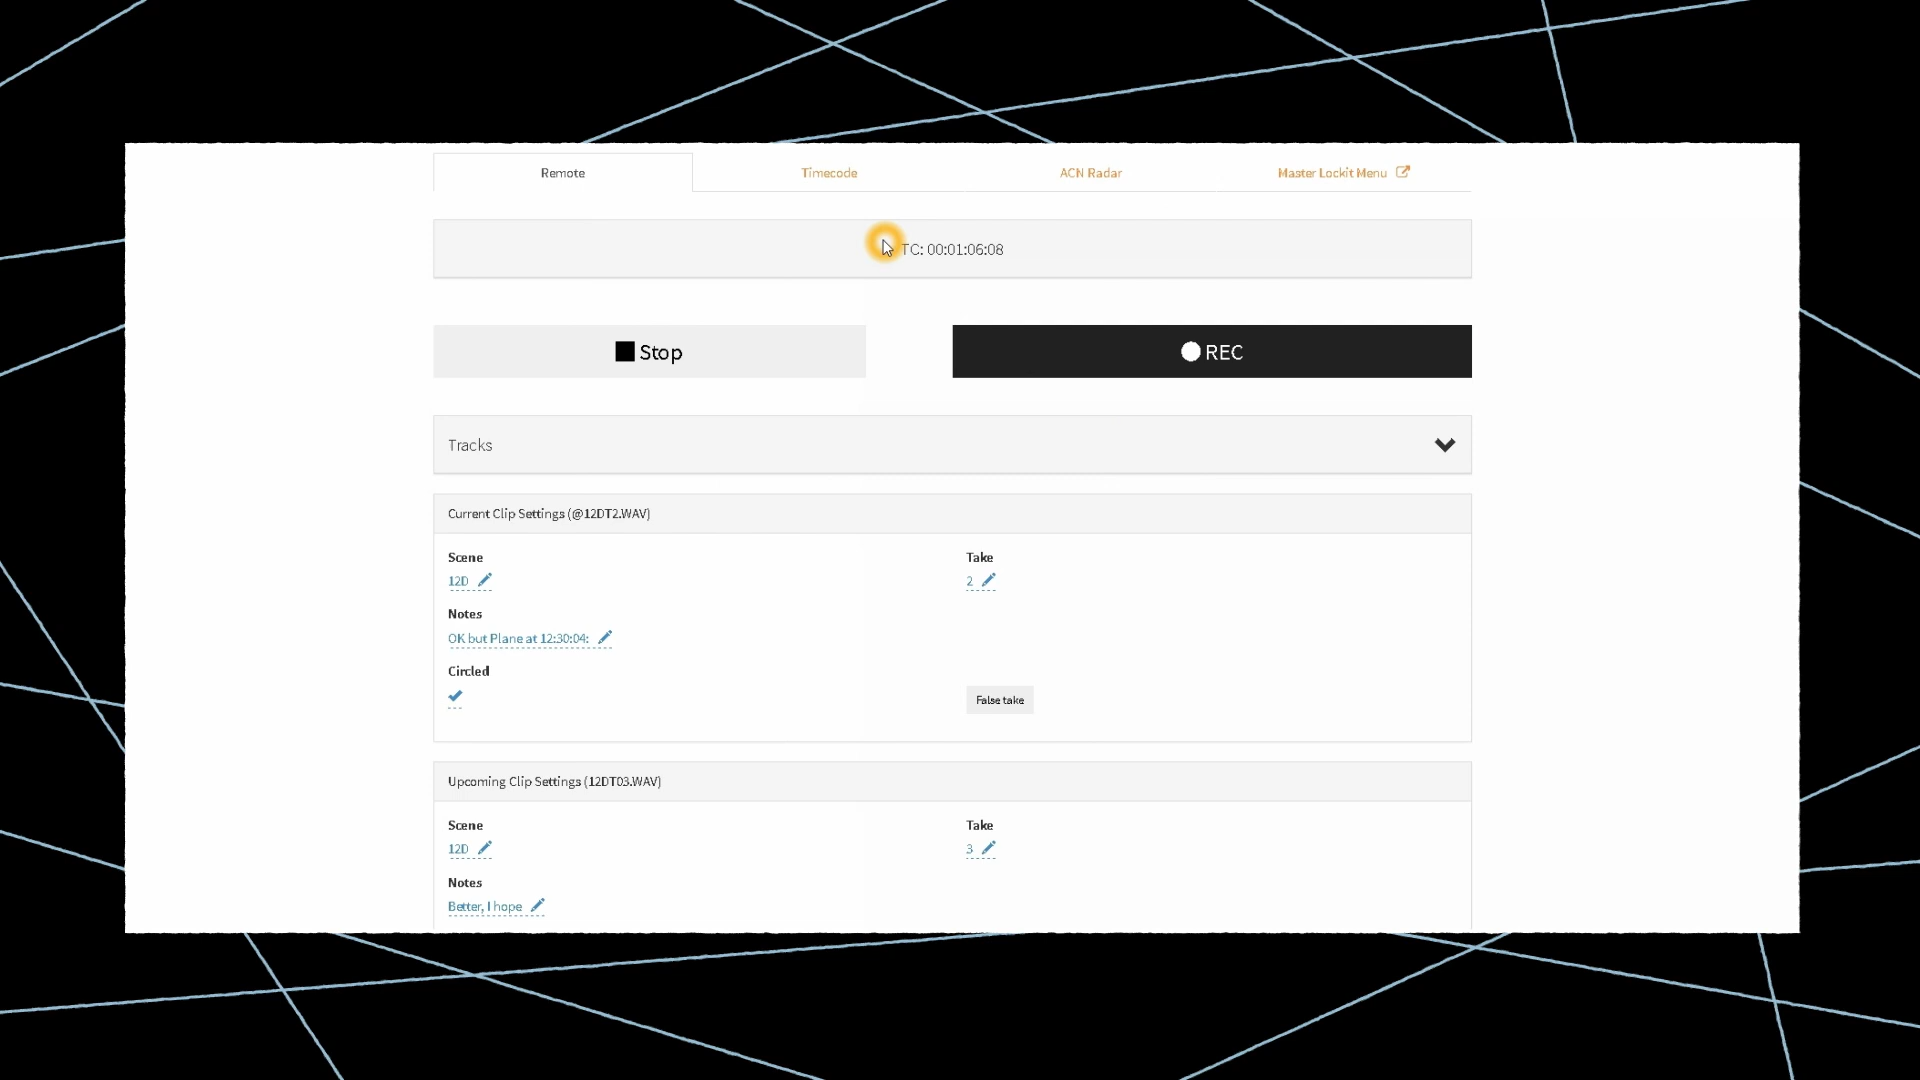 Remote Timecode ACN Radar Master Lockit Menu
TC: 00:01:06:08
Stop REC
Tracks
Current Clip Settings (@12DT2.WAV)
Scene Take
12D 2
Notes
OK but Plane at 12:30:04:
Circled
False take
Upcoming Clip Settings (12DT03.WAV)
Scene Take
12D 3
Notes
Better, I hope